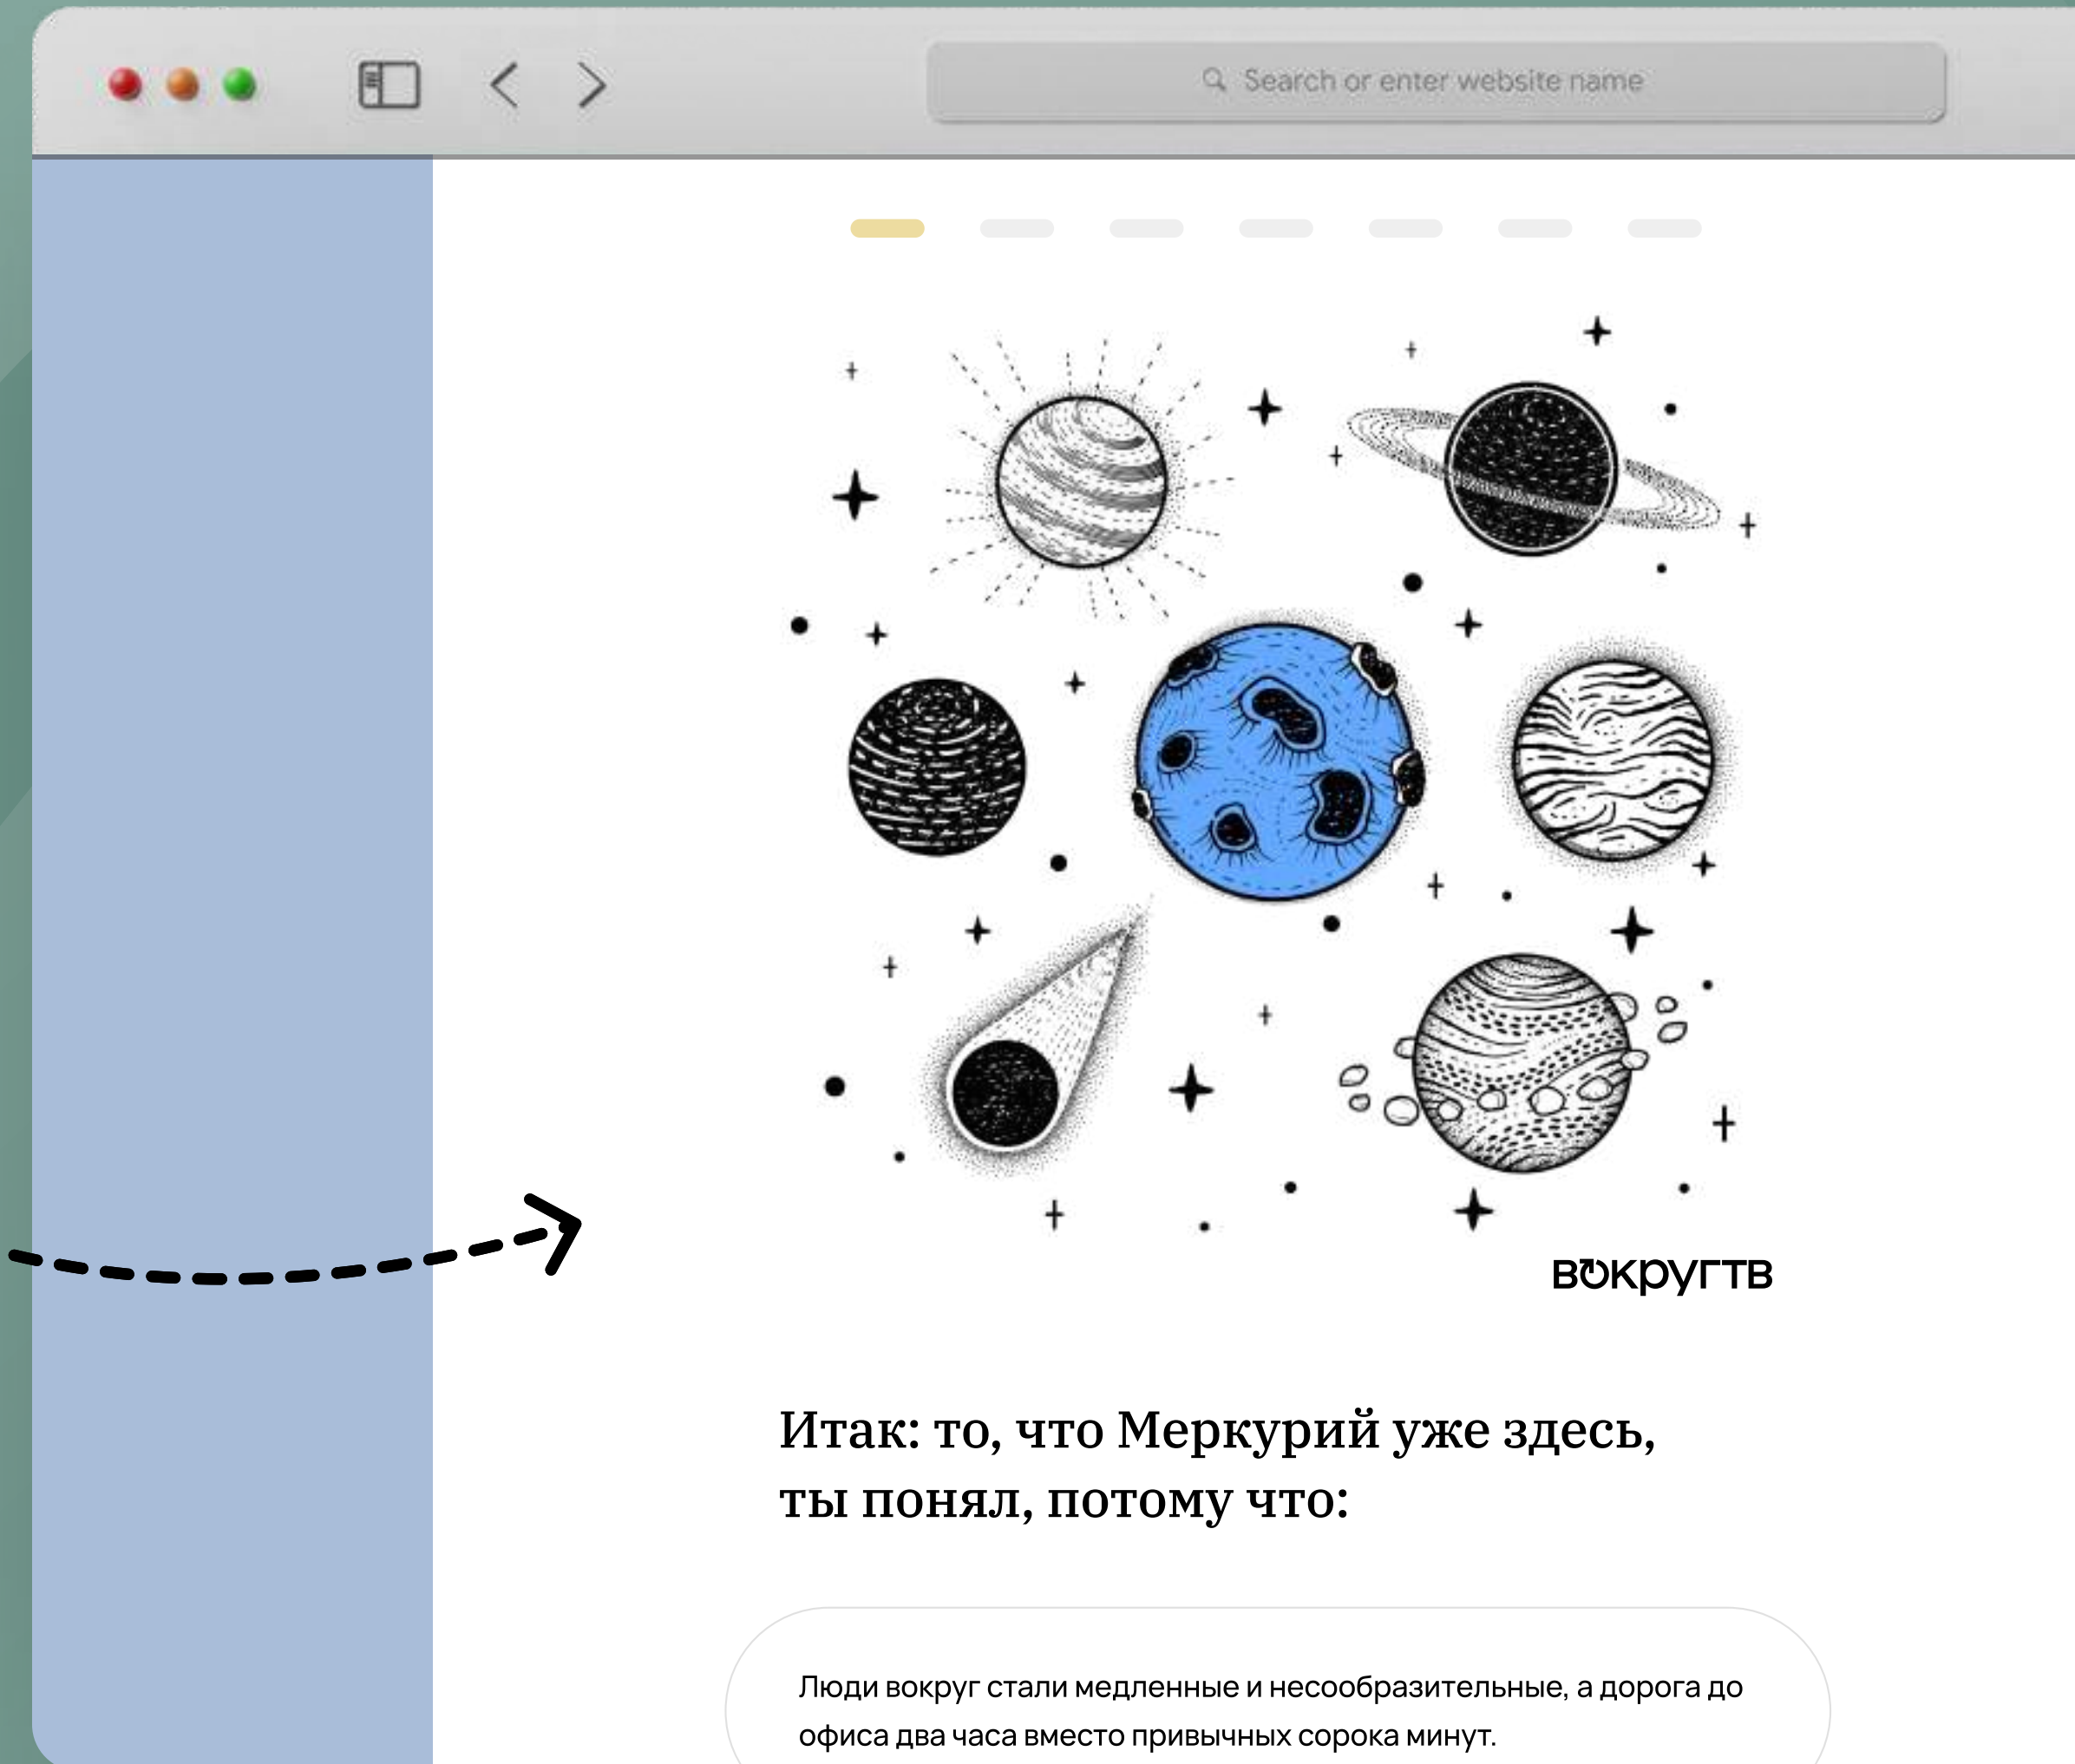 Search or enter website name
вокругтв
Итак: то, что Меркурий уже здесь,
ты понял, потому что:
Люди вокруг стали медленные и несообразительные, а дорога до
офиса два часа вместо привычных сорока минут.